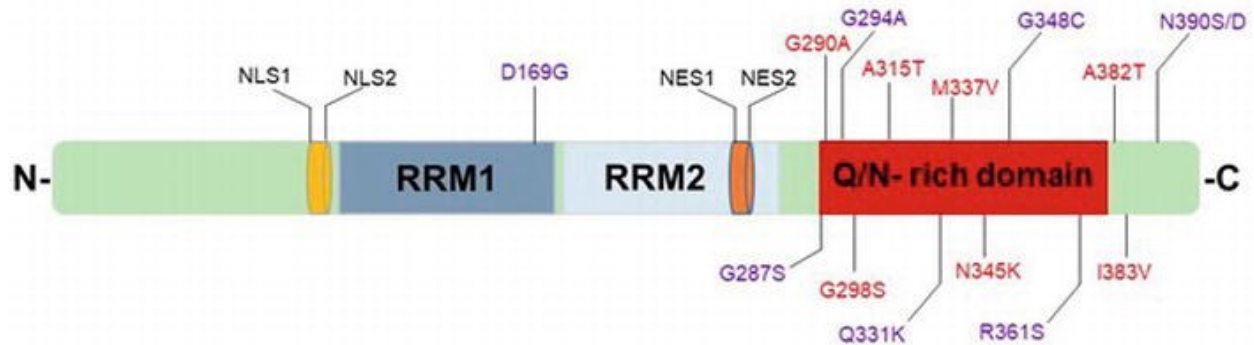 G294A
G348C
N390S/D
G290A
NLS1
NLS2
D169G
NES1
NES2
A315T
M337V
A382T
N-
RRM1
RRM2
Q/N- rich domain
-C
G287S
G298S
N345K
I383V
Q331K
R361S